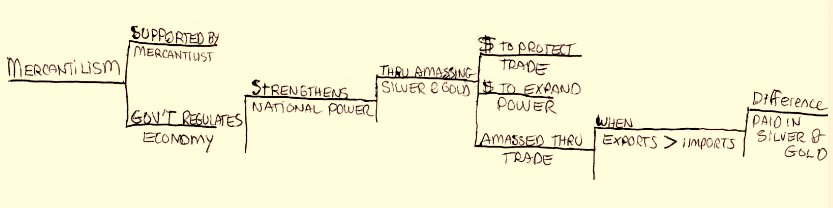 MERCANTILISM
SUPPORTED BY
MERCANTILIST
GOV'T REGULATES
ECONOMY
STRENGTHENS
NATIONAL POWER
THRU AMASSING
SILVER & GOLD
$ TO PROTECT
TRADE
$ TO EXPAND
POWER
AMASSED THRU
TRADE
WHEN
EXPORTS > IMPORTS
Difference
PAID IN
SILVER &
GOLD